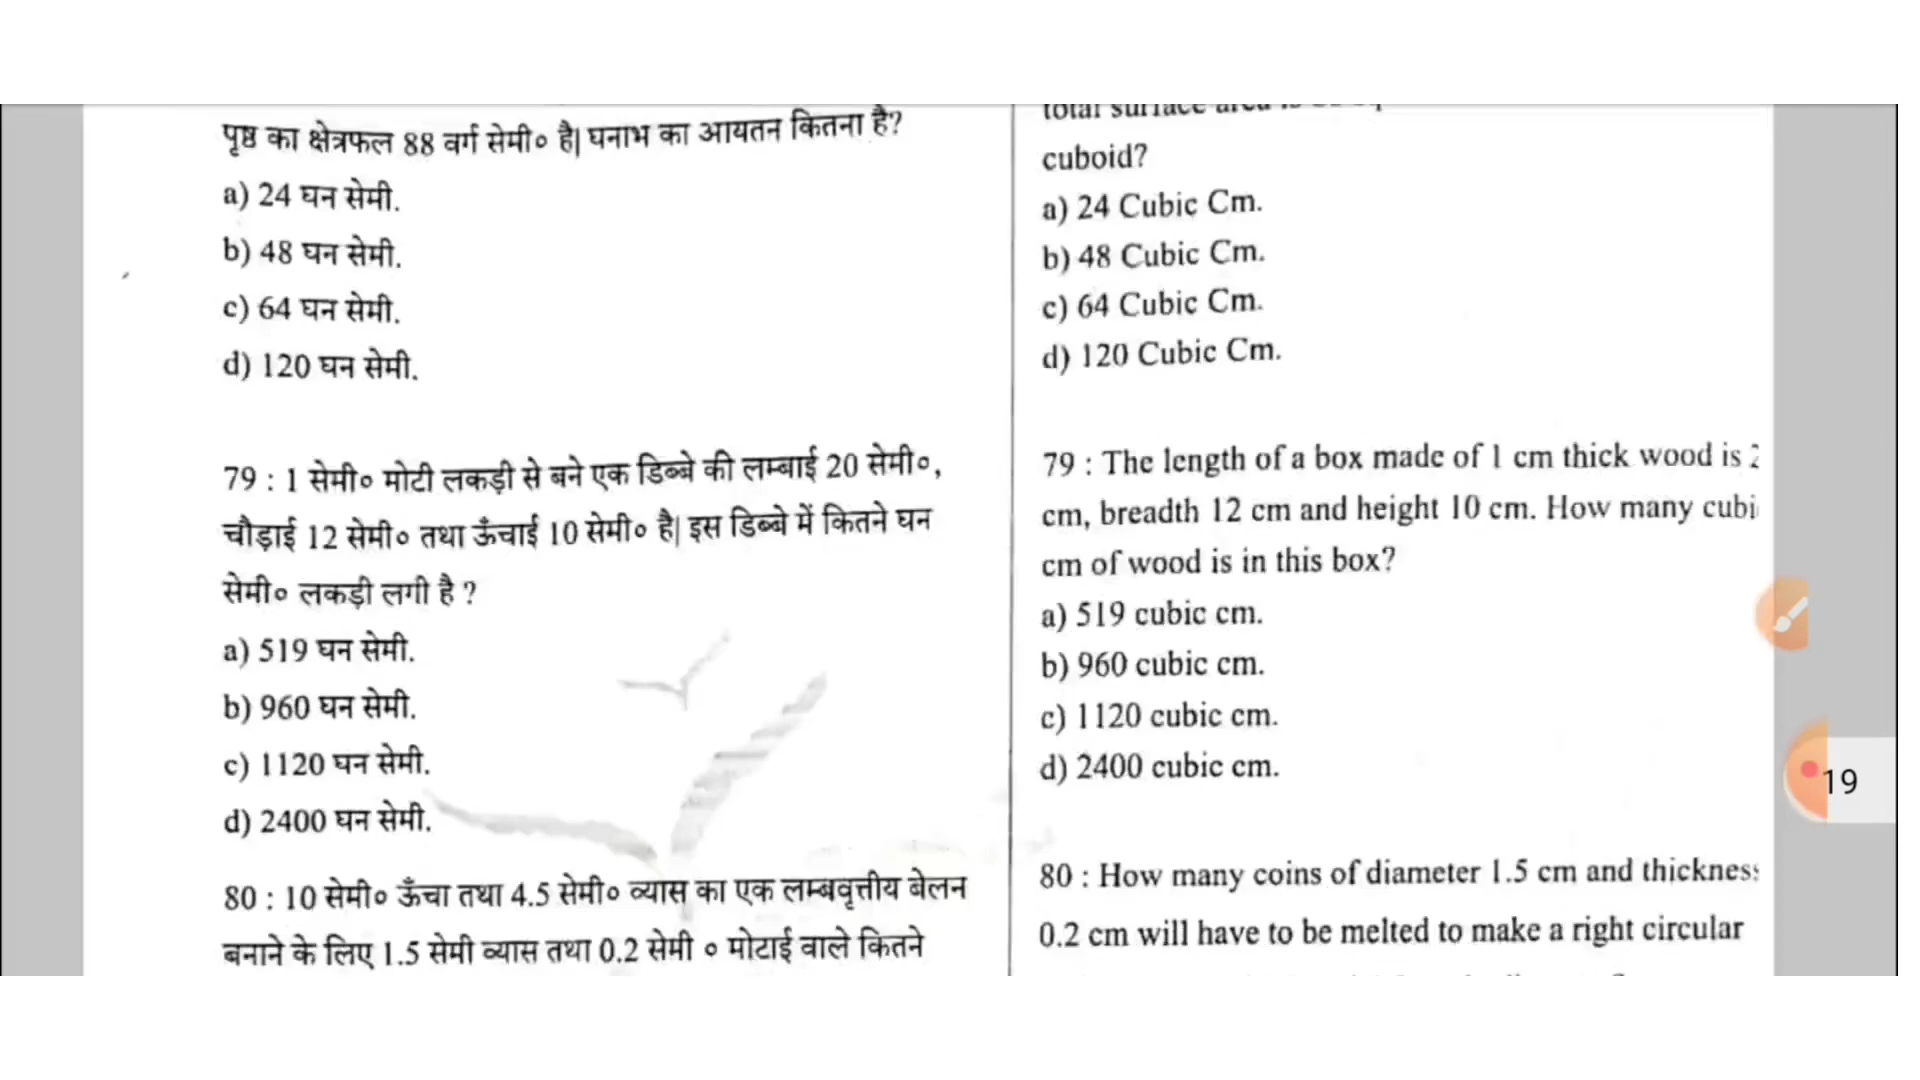 पृष्ठ का क्षेत्रफल 88 वर्ग सेमी० है| घनाभ का आयतन कितना है?
a) 24 घन सेमी.
b) 48 घन सेमी.
c) 64 घन सेमी.
d) 120 घन सेमी.
79 : 1 सेमी० मोटी लकड़ी से बने एक डिब्बे की लम्बाई 20 सेमी०,
चौड़ाई 12 सेमी० तथा ऊँचाई 10 सेमी० है| इस डिब्बे में कितने घन
सेमी० लकड़ी लगी है ?
a) 519 घन सेमी.
b) 960 घन सेमी.
c) 1120 घन सेमी.
d) 2400 घन सेमी.
80 : 10 सेमी० ऊँचा तथा 4.5 सेमी० व्यास का एक लम्बवृत्तीय बेलन
बनाने के लिए 1.5 सेमी व्यास तथा 0.2 सेमी ० मोटाई वाले कितने
total surface area is
cuboid?
a) 24 Cubic Cm.
b) 48 Cubic Cm.
c) 64 Cubic Cm.
d) 120 Cubic Cm.
79 : The length of a box made of 1 cm thick wood is
cm, breadth 12 cm and height 10 cm. How many cubi
cm of wood is in this box?
a) 519 cubic cm.
b) 960 cubic cm.
c) 1120 cubic cm.
d) 2400 cubic cm.
80 : How many coins of diameter 1.5 cm and thickness
0.2 cm will have to be melted to make a right circular
19